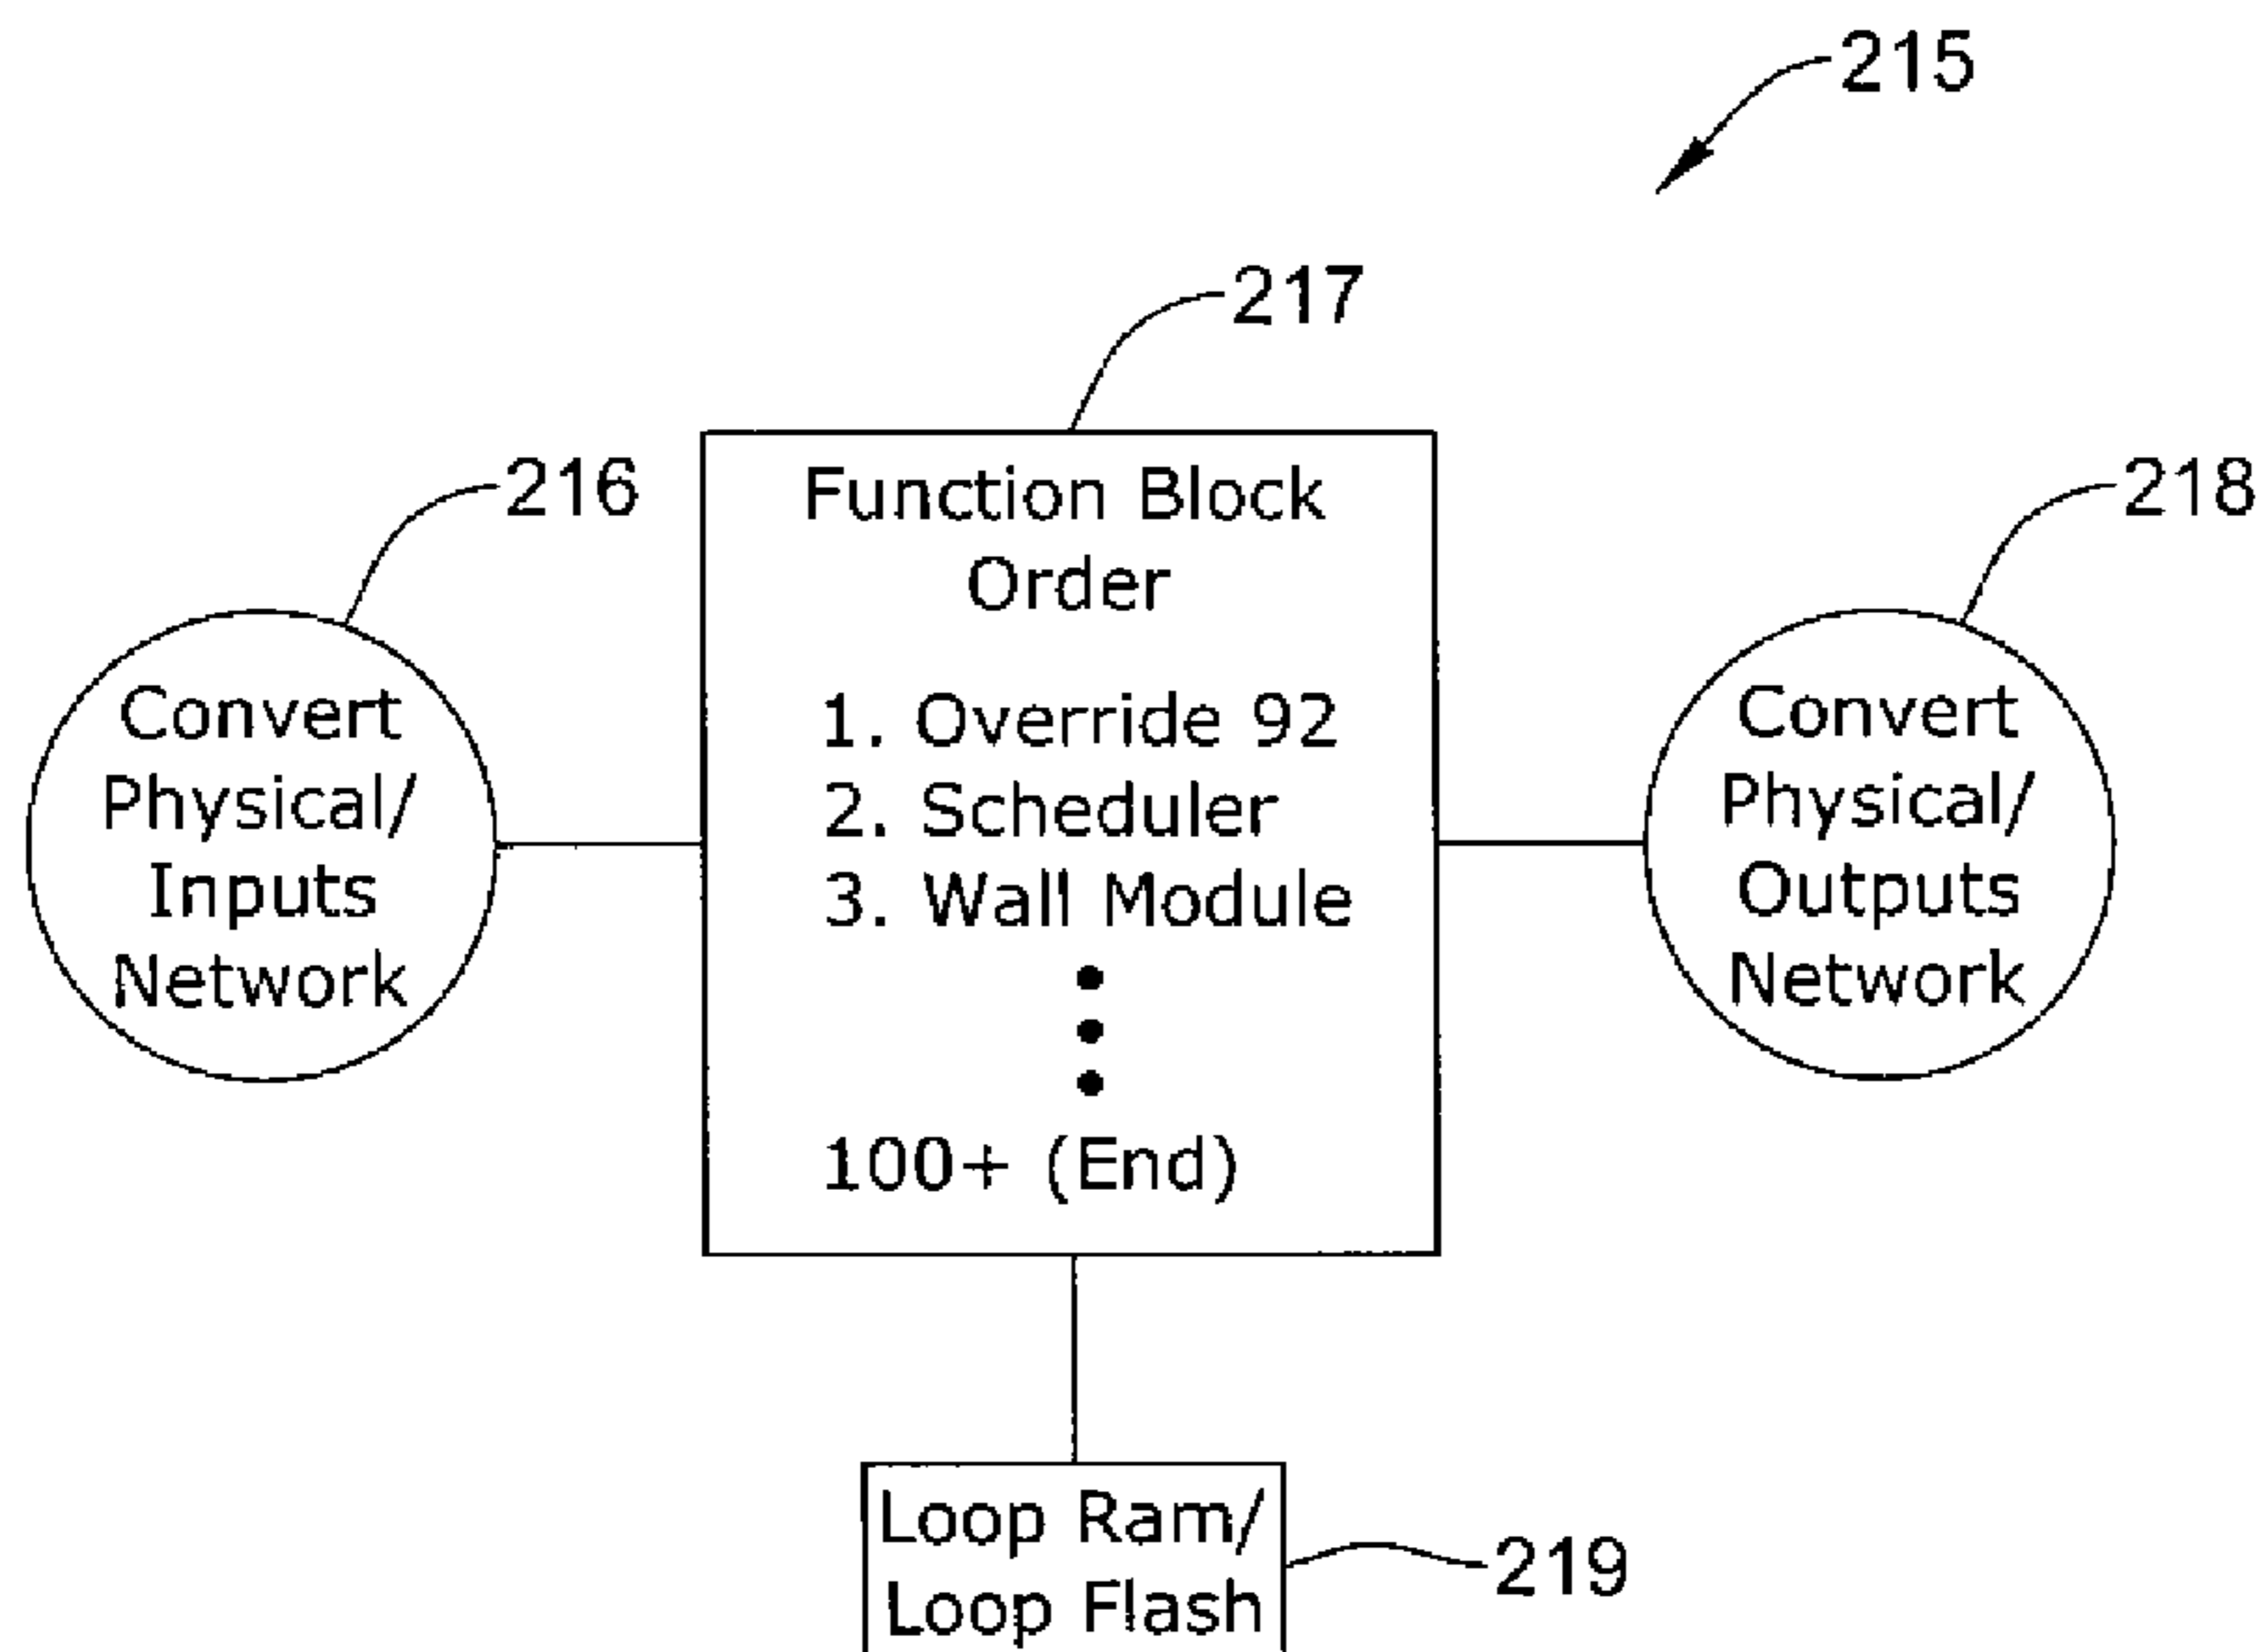 215
217
216
218
Function Block
Order
1. Override 92
2. Scheduler
3. Wall Module
100+ (End)
Convert
Physical/
Inputs
Network
Convert
Physical/
Outputs
Network
Loop Ram/
Loop Flash
219